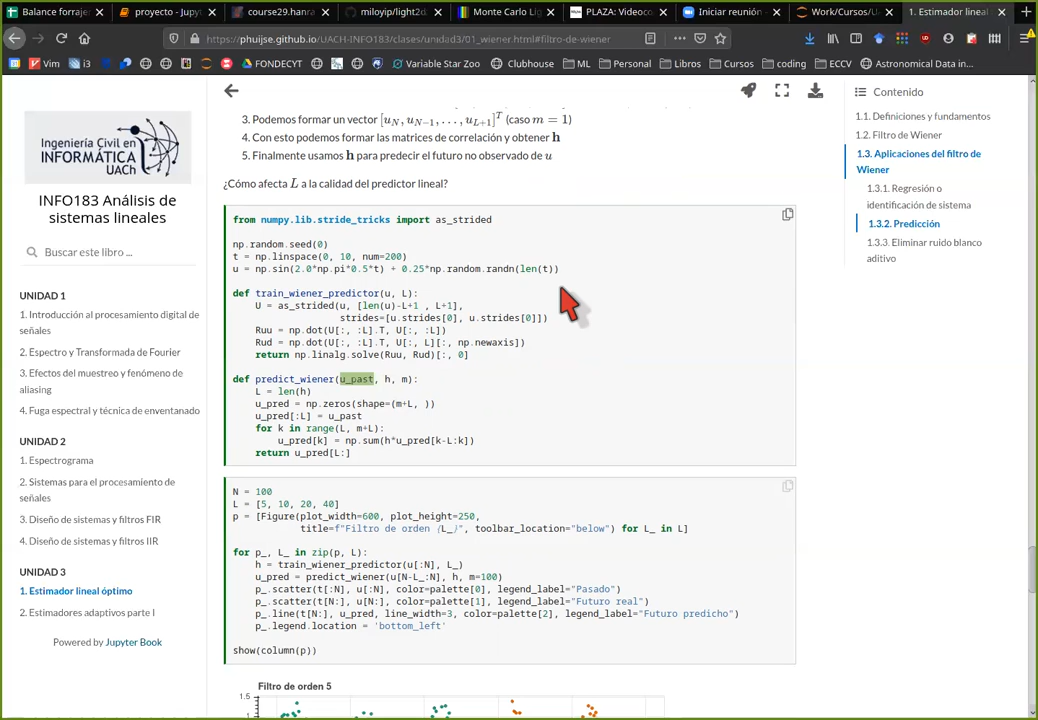 Balance forraje
proyecto - Jupyt
course29.hanra
miloyip/light2d
Monte Carlo Lig
PLAZA: Videoco
Iniciar reunión -
Work/Cursos/U
1. Estimador lineal
https://phuijse.github.io/UACH-INFO183/clases/unidad3/01_wiener.html#filtro-de-wiener
Vim
i3
FONDECYT
Variable Star Zoo
Clubhouse
ML
Personal
Libros
Cursos
coding
ECCV
Astronomical Data in...
Ingeniería Civil en
INFORMÁTICA
UACh
INFO183 Análisis de
sistemas lineales
Buscar este libro ...
UNIDAD 1
1. Introducción al procesamiento digital de
señales
2. Espectro y Transformada de Fourier
3. Efectos del muestreo y fenómeno de
aliasing
4. Fuga espectral y técnica de enventanado
UNIDAD 2
1. Espectrograma
2. Sistemas para el procesamiento de
señales
3. Diseño de sistemas y filtros FIR
4. Diseño de sistemas y filtros IIR
UNIDAD 3
1. Estimador lineal óptimo
2. Estimadores adaptivos parte I
Powered by Jupyter Book
3. Podemos formar un vector [u_N, u_{N−1}, . . . , u_{L+1}]^T (caso m = 1)
4. Con esto podemos formar las matrices de correlación y obtener h
5. Finalmente usamos h para predecir el futuro no observado de u
¿Cómo afecta L a la calidad del predictor lineal?
from numpy.lib.stride_tricks import as_strided
np.random.seed(0)
t = np.linspace(0, 10, num=200)
u = np.sin(2.0*np.pi*0.5*t) + 0.25*np.random.randn(len(t))
def train_wiener_predictor(u, L):
U = as_strided(u, [len(u)-L+1 , L+1],
strides=[u.strides[0], u.strides[0]])
Ruu = np.dot(U[:, :L].T, U[:, :L])
Rud = np.dot(U[:, :L].T, U[:, L][:, np.newaxis])
return np.linalg.solve(Ruu, Rud)[:, 0]
def predict_wiener(u_past, h, m):
L = len(h)
u_pred = np.zeros(shape=(m+L, ))
u_pred[:L] = u_past
for k in range(L, m+L):
u_pred[k] = np.sum(h*u_pred[k-L:k])
return u_pred[L:]
N = 100
L = [5, 10, 20, 40]
p = [Figure(plot_width=600, plot_height=250,
title=f"Filtro de orden {L_}", toolbar_location="below") for L_ in L]
for p_, L_ in zip(p, L):
h = train_wiener_predictor(u[:N], L_)
u_pred = predict_wiener(u[N-L_:N], h, m=100)
p_.scatter(t[:N], u[:N], color=palette[0], legend_label="Pasado")
p_.scatter(t[N:], u[N:], color=palette[1], legend_label="Futuro real")
p_.line(t[N:], u_pred, line_width=3, color=palette[2], legend_label="Futuro predicho")
p_.legend.location = 'bottom_left'
show(column(p))
Filtro de orden 5
1.5
1
Contenido
1.1. Definiciones y fundamentos
1.2. Filtro de Wiener
1.3. Aplicaciones del filtro de
Wiener
1.3.1. Regresión o
identificación de sistema
1.3.2. Predicción
1.3.3. Eliminar ruido blanco
aditivo